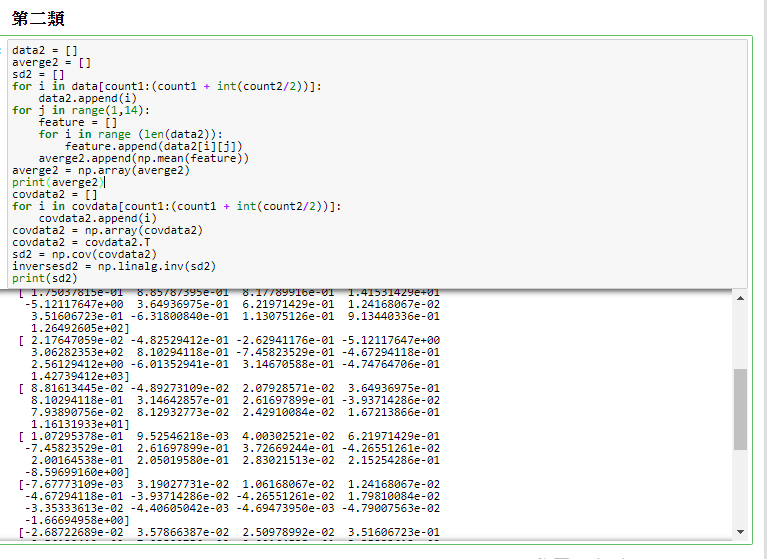 第二類
data2 = []
averge2 = []
sd2 = []
for i in data[count1:(count1 + int(count2/2))]:
    data2.append(i)
for j in range(1,14):
    feature = []
    for i in range (len(data2)):
        feature.append(data2[i][j])
    averge2.append(np.mean(feature))
averge2 = np.array(averge2)
print(averge2)
covdata2 = []
for i in covdata[count1:(count1 + int(count2/2))]:
    covdata2.append(i)
covdata2 = np.array(covdata2)
covdata2 = covdata2.T
sd2 = np.cov(covdata2)
inversesd2 = np.linalg.inv(sd2)
print(sd2)
[ 1.75037815e-01  8.85787395e-01  8.17789916e-01  1.41531429e+01
 -5.12117647e+00  3.64936975e-01  6.21971429e-01  1.24168067e-02
  3.51606723e-01 -6.31800840e-01  1.13075126e-01  9.13440336e-01
  1.26492605e+02]
[ 2.17647059e-02 -4.82529412e-01 -2.62941176e-01 -5.12117647e+00
  3.06282353e+02  8.10294118e-01 -7.45823529e-01 -4.67294118e-01
  2.56129412e+00 -6.01352941e-01  3.14670588e-01 -4.74764706e-01
  1.42739412e+03]
[ 8.81613445e-02 -4.89273109e-02  2.07928571e-02  3.64936975e-01
  8.10294118e-01  3.14642857e-01  2.61697899e-01 -3.93714286e-02
  7.93890756e-02  8.12932773e-02  2.42910084e-02  1.67213866e-01
  1.16131933e+01]
[ 1.07295378e-01  9.52546218e-03  4.00302521e-02  6.21971429e-01
 -7.45823529e-01  2.61697899e-01  3.72669244e-01 -4.26551261e-02
  2.00164538e-01  2.05019580e-01  2.83021513e-02  2.15254286e-01
 -8.59699160e+00]
[-7.67773109e-03  3.19027731e-02  1.06168067e-02  1.24168067e-02
 -4.67294118e-01 -3.93714286e-02 -4.26551261e-02  1.79810084e-02
 -3.35333613e-02 -4.40605042e-03 -4.69473950e-03 -4.79007563e-02
 -1.66694958e+00]
[-2.68722689e-02  3.57866387e-02  2.50978992e-02  3.51606723e-01